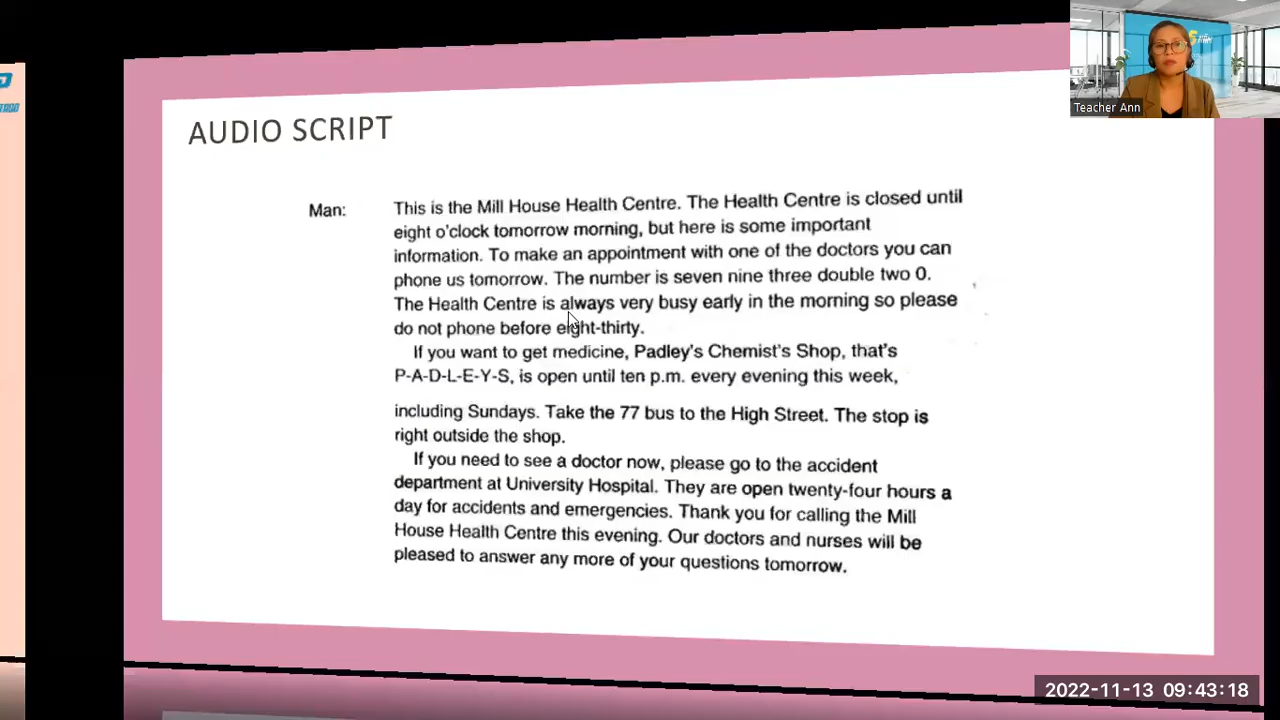 Teacher Ann
AUDIO SCRIPT
Man: This is the Mill House Health Centre. The Health Centre is closed until
eight o'clock tomorrow morning, but here is some important
information. To make an appointment with one of the doctors you can
phone us tomorrow. The number is seven nine three double two 0.
The Health Centre is always very busy early in the morning so please
do not phone before eight-thirty.
If you want to get medicine, Padley's Chemist's Shop, that's
P-A-D-L-E-Y-S, is open until ten p.m. every evening this week,
including Sundays. Take the 77 bus to the High Street. The stop is
right outside the shop.
If you need to see a doctor now, please go to the accident
department at University Hospital. They are open twenty-four hours a
day for accidents and emergencies. Thank you for calling the Mill
House Health Centre this evening. Our doctors and nurses will be
pleased to answer any more of your questions tomorrow.
2022-11-13 09:43:18